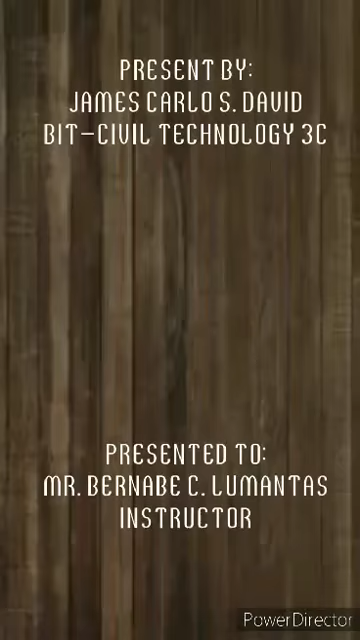 PRESENT BY:
JAMES CARLO S. DAVID
BIT-CIVIL TECHNOLOGY 3C
PRESENTED TO:
MR. BERNABE C. LUMANTAS
INSTRUCTOR
PowerDirector